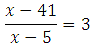 (x − 41)/(x − 5) = 3